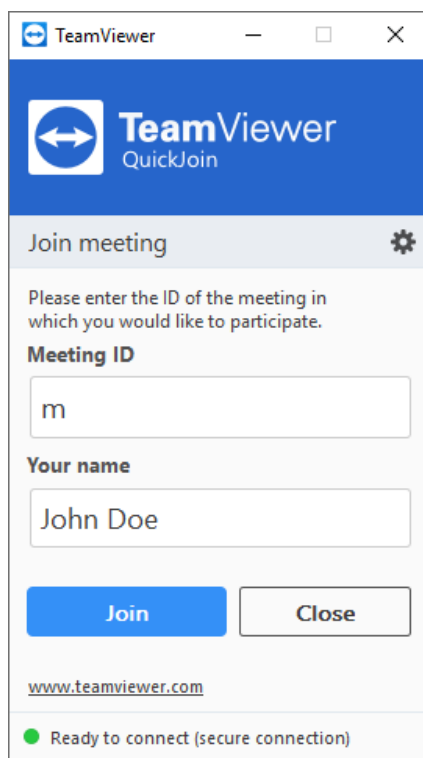 TeamViewer
TeamViewer
QuickJoin
Join meeting
Please enter the ID of the meeting in
which you would like to participate.
Meeting ID
m
Your name
John Doe
Join Close
www.teamviewer.com
Ready to connect (secure connection)